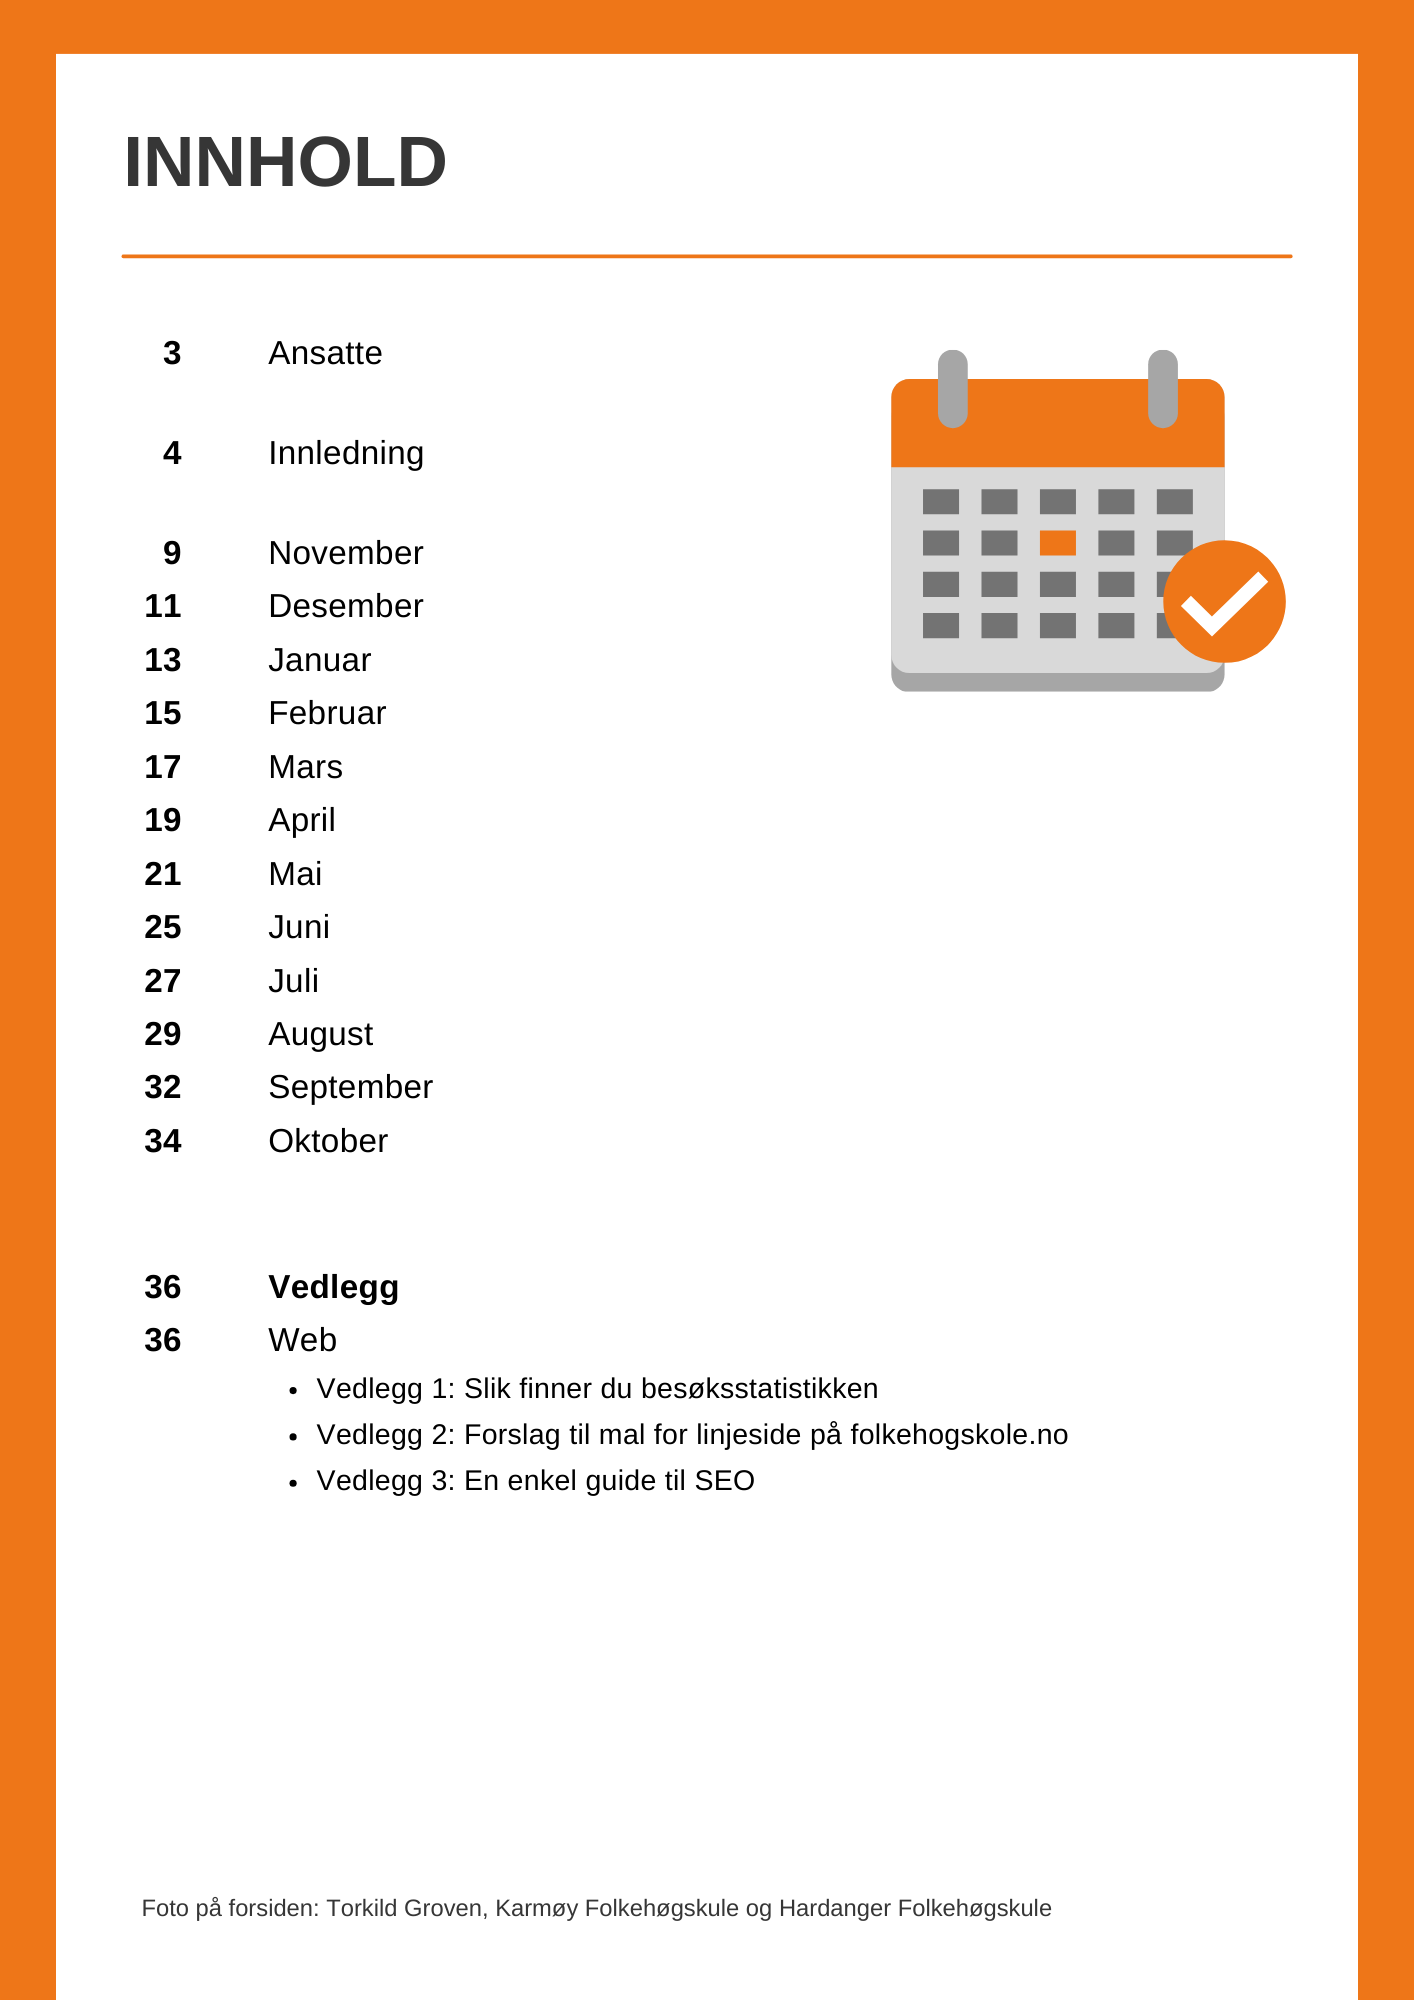 INNHOLD
3 Ansatte
4 Innledning
9 November
11 Desember
13 Januar
15 Februar
17 Mars
19 April
21 Mai
25 Juni
27 Juli
29 August
32 September
34 Oktober
36 Vedlegg
36 Web
• Vedlegg 1: Slik finner du besøksstatistikken
• Vedlegg 2: Forslag til mal for linjeside på folkehogskole.no
• Vedlegg 3: En enkel guide til SEO
Foto på forsiden: Torkild Groven, Karmøy Folkehøgskule og Hardanger Folkehøgskule